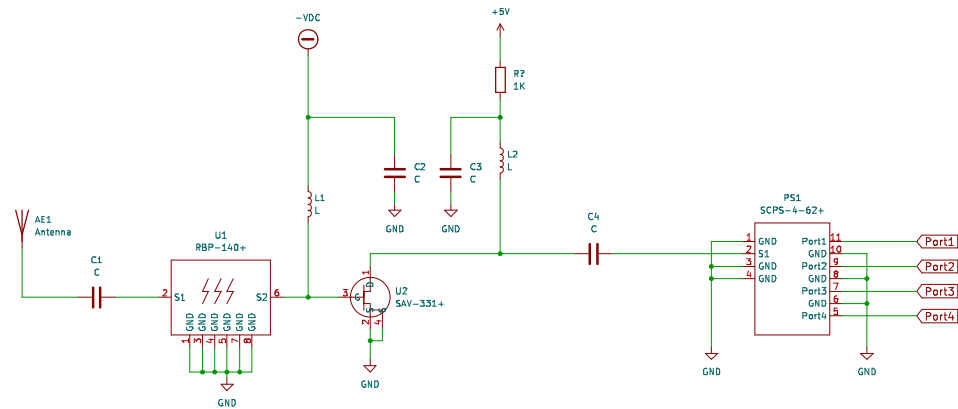 -VDC
+5V
R?
1K
C2
C
C3
C
L2
L
L1
L
GND
GND
AE1
Antenna
C1
C
U1
RBP-140+
2
S1
S2
6
GND
GND
GND
GND
GND
GND
1
3
4
5
7
8
GND
1
D
3
G
S
S
2
4
U2
SAV-331+
GND
C4
C
PS1
SCPS-4-62+
1
GND
2
S1
3
GND
4
GND
Port1
11
GND
10
Port2
9
GND
8
Port3
7
GND
6
Port4
5
Port1
Port2
Port3
Port4
GND
GND